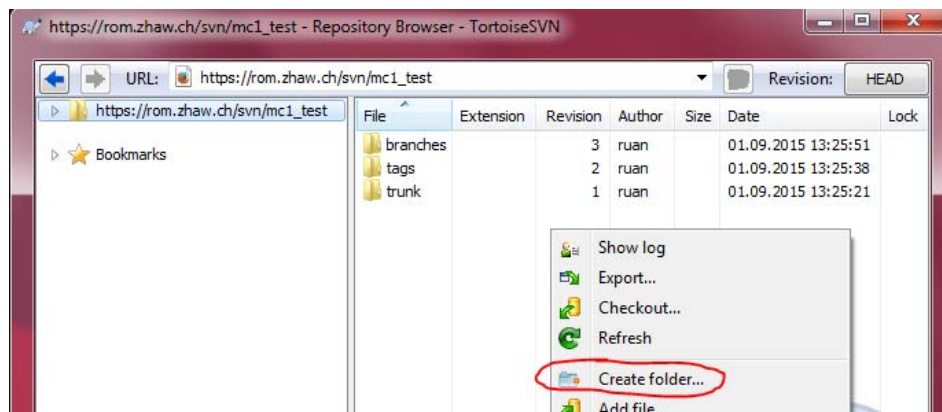 https://rom.zhaw.ch/svn/mc1_test - Repository Browser - TortoiseSVN
URL: https://rom.zhaw.ch/svn/mc1_test Revision: HEAD
https://rom.zhaw.ch/svn/mc1_test
Bookmarks
File Extension Revision Author Size Date Lock
branches 3 ruan 01.09.2015 13:25:51
tags 2 ruan 01.09.2015 13:25:38
trunk 1 ruan 01.09.2015 13:25:21
Show log
Export...
Checkout...
Refresh
Create folder...
Add file